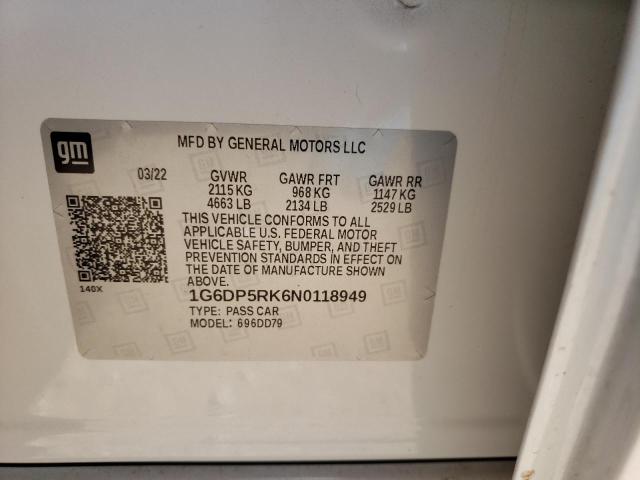 gm
MFD BY GENERAL MOTORS LLC
03/22 GVWR GAWR FRT GAWR RR
2115 KG 968 KG 1147 KG
4663 LB 2134 LB 2529 LB
THIS VEHICLE CONFORMS TO ALL
APPLICABLE U.S. FEDERAL MOTOR
VEHICLE SAFETY, BUMPER, AND THEFT
PREVENTION STANDARDS IN EFFECT ON
THE DATE OF MANUFACTURE SHOWN
ABOVE.
140X
1G6DP5RK6N0118949
TYPE: PASS CAR
MODEL: 696DD79